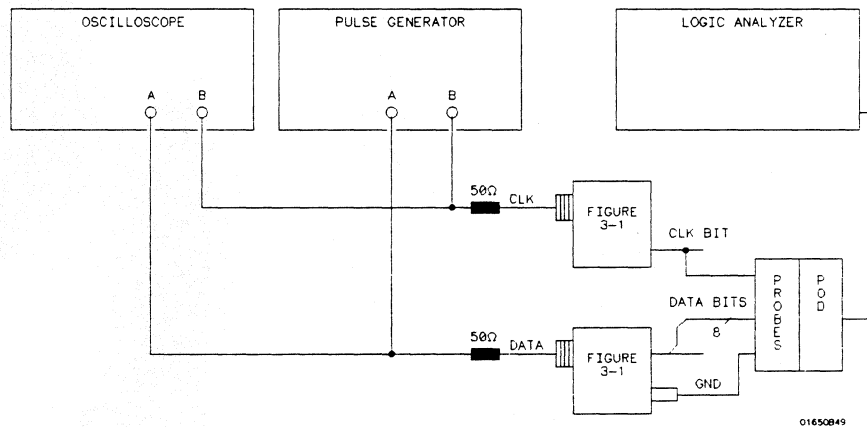 OSCILLOSCOPE
PULSE GENERATOR
LOGIC ANALYZER
A
B
A
B
50Ω
CLK
FIGURE
3-1
CLK BIT
PROBES
POD
DATA BITS
8
50Ω
DATA
FIGURE
3-1
GND
01650B49